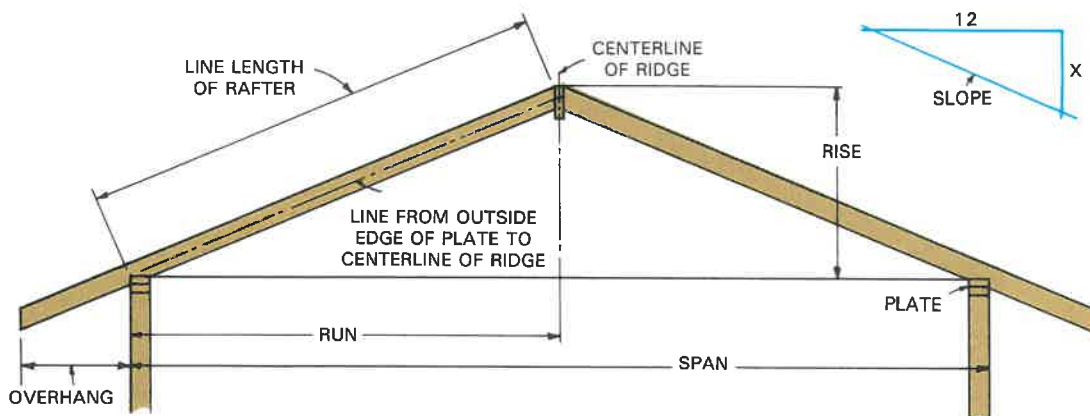 12
X
SLOPE
CENTERLINE
OF RIDGE
LINE LENGTH
OF RAFTER
RISE
LINE FROM OUTSIDE
EDGE OF PLATE TO
CENTERLINE OF RIDGE
PLATE
RUN
SPAN
OVERHANG